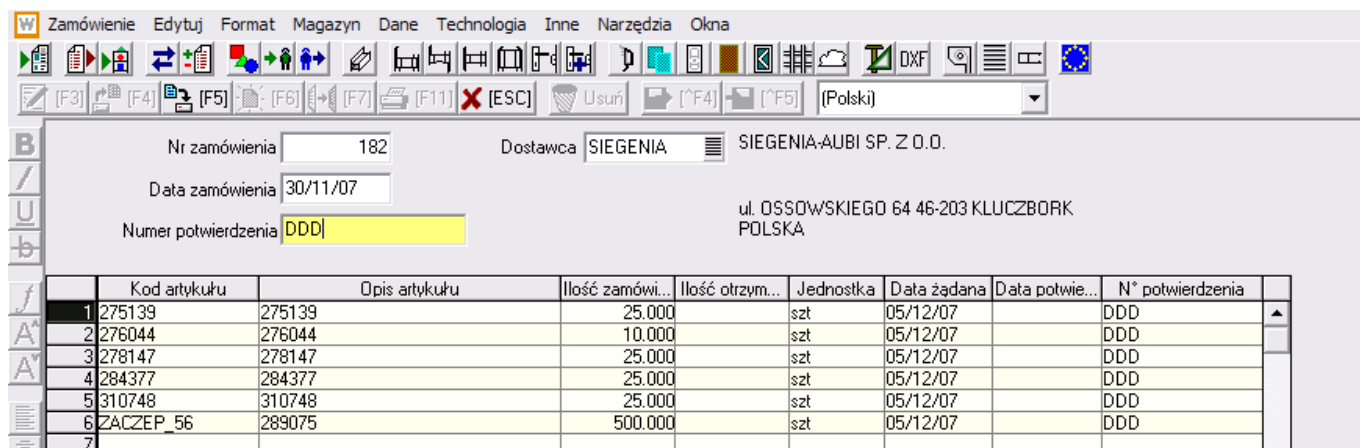 W Zamówienie Edytuj Format Magazyn Dane Technologia Inne Narzędzia Okna
DXF
[F3] [F4] [F5] [F6] [F7] [F11] [ESC] Usuń [^F4] [^F5] (Polski)
B Nr zamówienia 182 Dostawca SIEGENIA SIEGENIA-AUBI SP. Z O.O.
I Data zamówienia 30/11/07
U ul. OSSOWSKIEGO 64 46-203 KLUCZBORK
Numer potwierdzenia DDD POLSKA
b
Kod artykułu Opis artykułu Ilość zamówi... Ilość otrzym... Jednostka Data żądana Data potwie... N° potwierdzenia
f 1 275139 275139 25.000 szt 05/12/07 DDD
A 2 276044 276044 10.000 szt 05/12/07 DDD
3 278147 278147 25.000 szt 05/12/07 DDD
A 4 284377 284377 25.000 szt 05/12/07 DDD
5 310748 310748 25.000 szt 05/12/07 DDD
6 ZACZEP_56 289075 500.000 szt 05/12/07 DDD
7